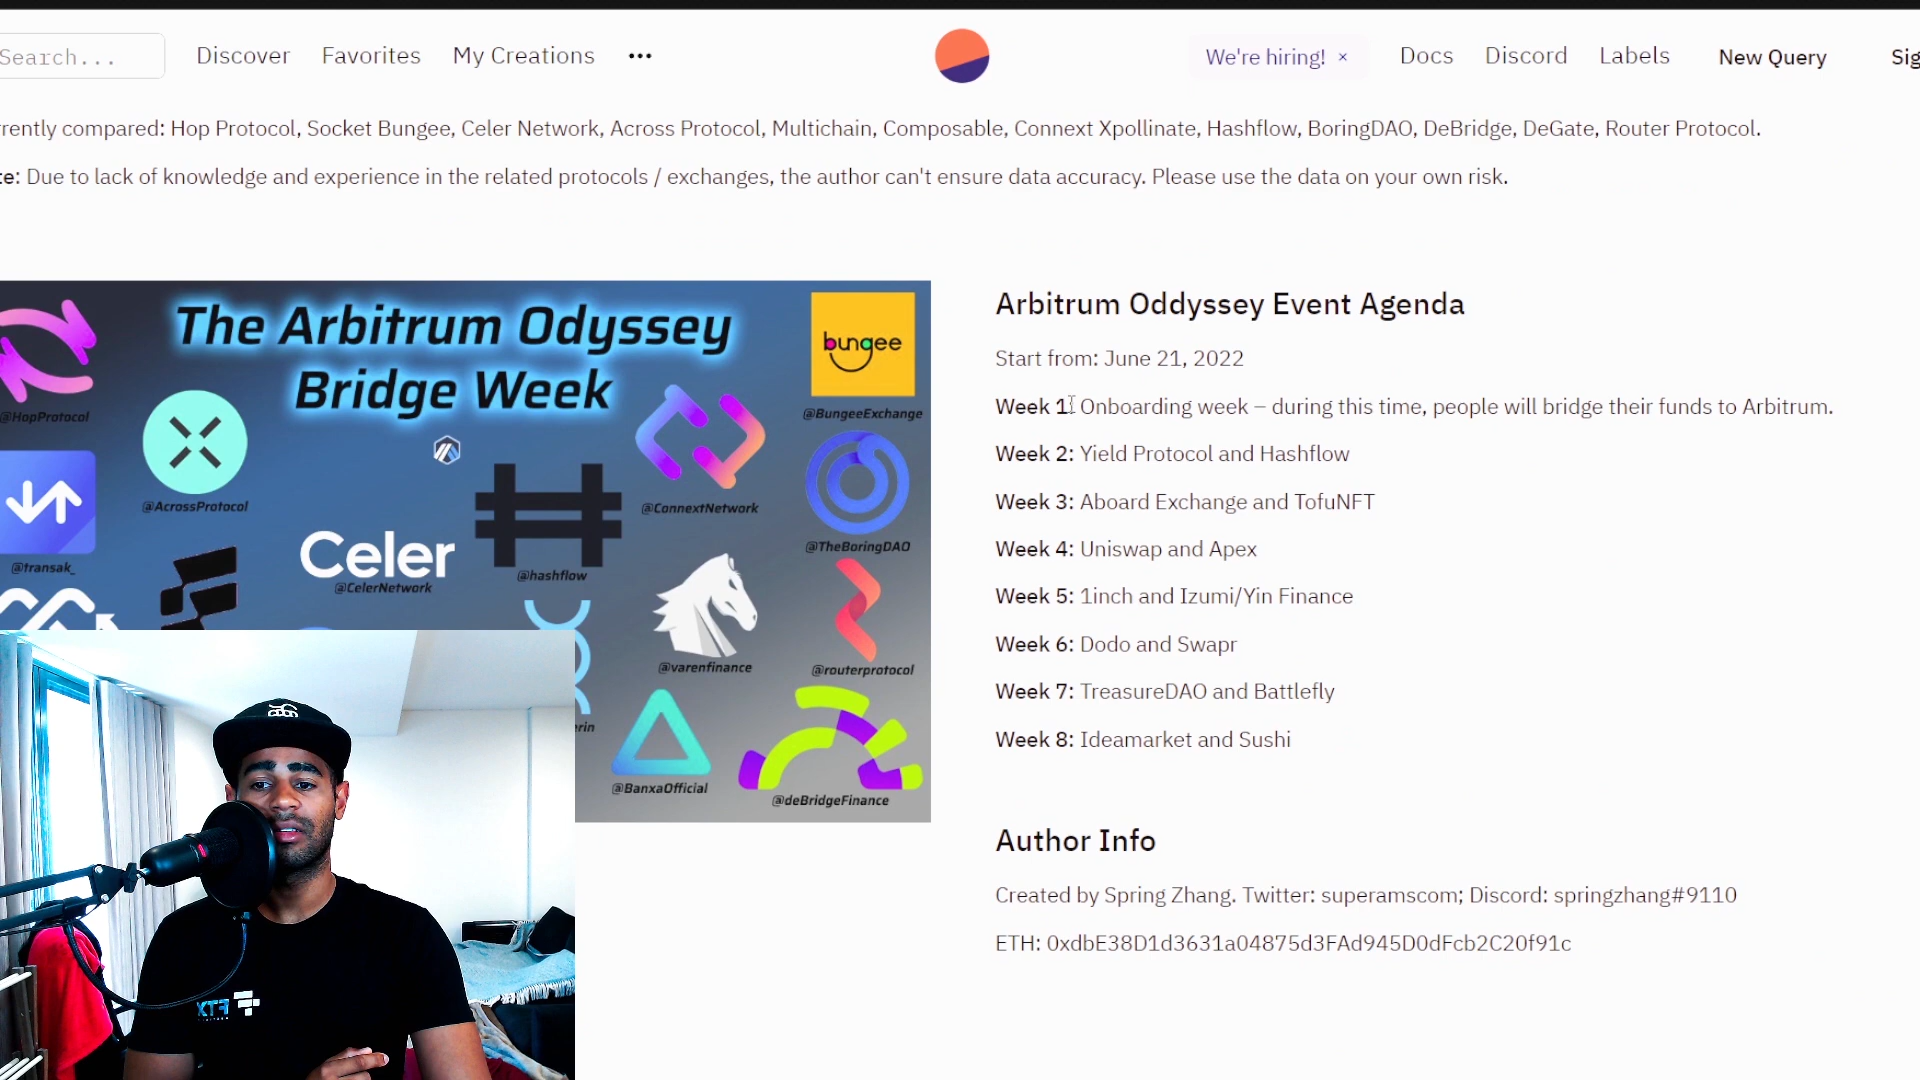 Search...
Discover
Favorites
My Creations
We're hiring! ×
Docs
Discord
Labels
New Query
compared: Hop Protocol, Socket Bungee, Celer Network, Across Protocol, Multichain, Composable, Connext Xpollinate, Hashflow, BoringDAO, DeBridge, DeGate, Router Protocol.
Due to lack of knowledge and experience in the related protocols / exchanges, the author can't ensure data accuracy. Please use the data on your own risk.
The Arbitrum Odyssey
Bridge Week
bungee
@HopProtocol
@BungeeExchange
@AcrossProtocol
@ConnextNetwork
@TheBoringDAO
@transak_
Celer
@CelerNetwork
@hashflow
@varenfinance
@routerprotocol
@BanxaOfficial
@deBridgeFinance
Arbitrum Oddyssey Event Agenda
Start from: June 21, 2022
Week 1: Onboarding week – during this time, people will bridge their funds to Arbitrum.
Week 2: Yield Protocol and Hashflow
Week 3: Aboard Exchange and TofuNFT
Week 4: Uniswap and Apex
Week 5: 1inch and Izumi/Yin Finance
Week 6: Dodo and Swapr
Week 7: TreasureDAO and Battlefly
Week 8: Ideamarket and Sushi
Author Info
Created by Spring Zhang. Twitter: superamscom; Discord: springzhang#9110
ETH: 0xdbE38D1d3631a04875d3FAd945D0dFcb2C20f91c
FTX